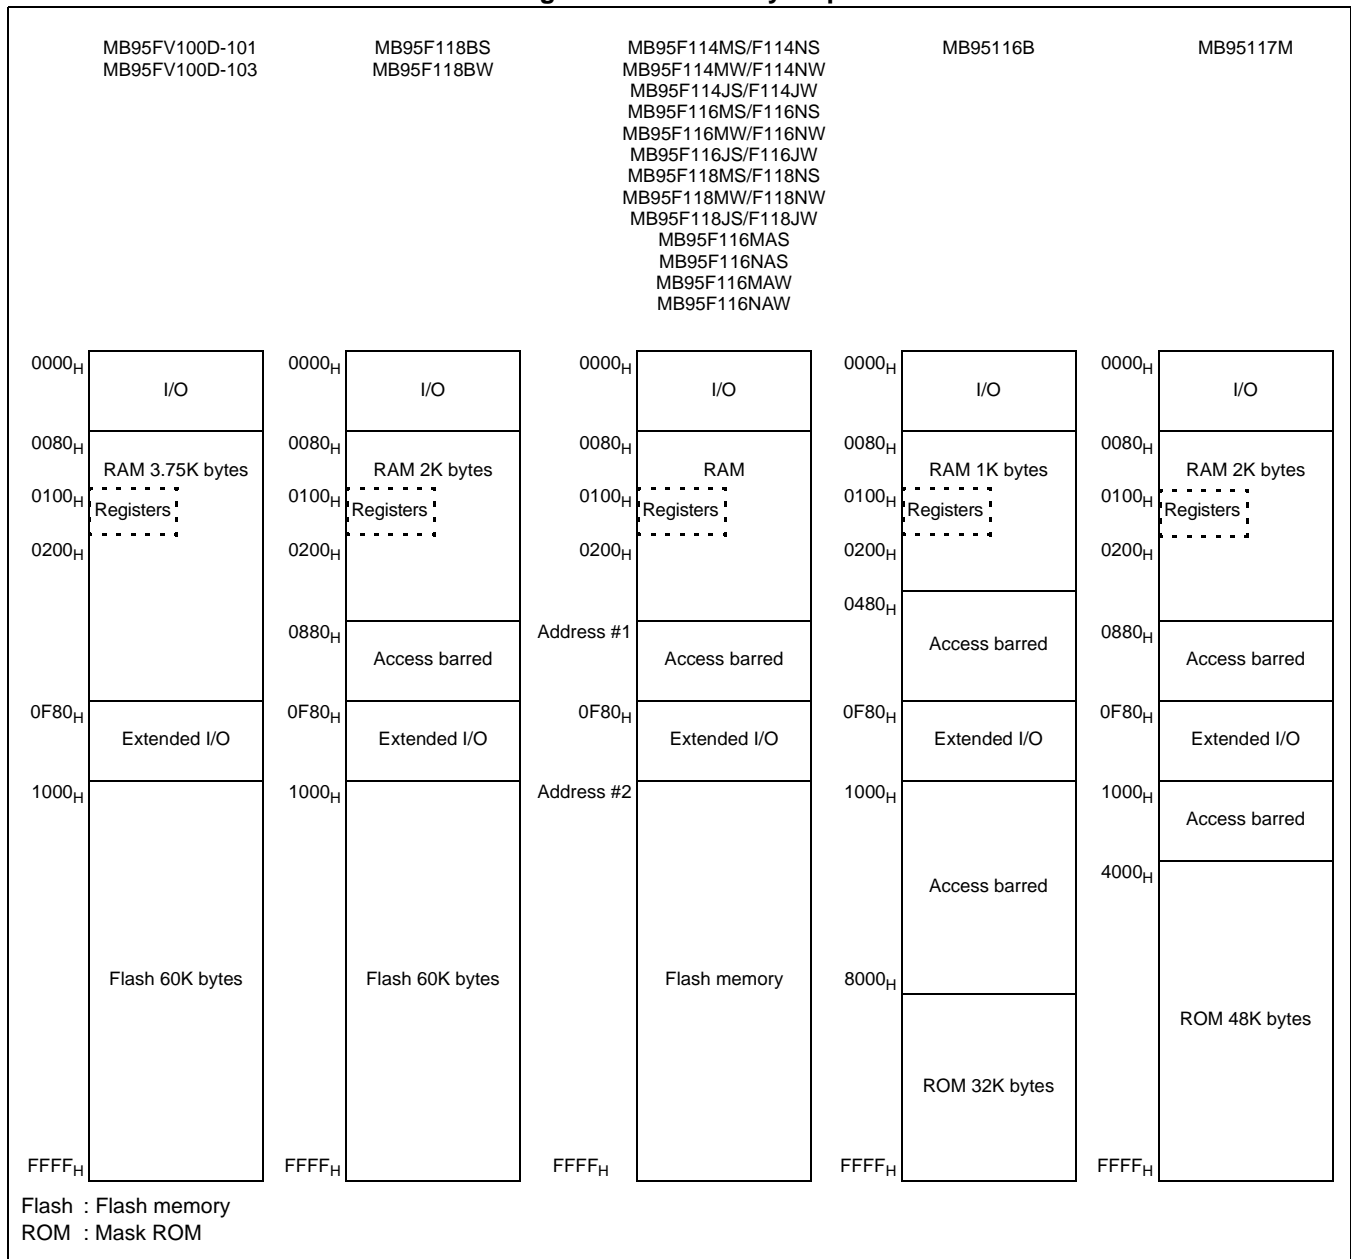 MB95FV100D-101
MB95FV100D-103
MB95F118BS
MB95F118BW
MB95F114MS/F114NS
MB95F114MW/F114NW
MB95F114JS/F114JW
MB95F116MS/F116NS
MB95F116MW/F116NW
MB95F116JS/F116JW
MB95F118MS/F118NS
MB95F118MW/F118NW
MB95F118JS/F118JW
MB95F116MAS
MB95F116NAS
MB95F116MAW
MB95F116NAW
MB95116B
MB95117M
0000H
I/O
0080H
RAM 3.75K bytes
0100H
Registers
0200H
0F80H
Extended I/O
1000H
Flash 60K bytes
FFFFH
0000H
I/O
0080H
RAM 2K bytes
0100H
Registers
0200H
0880H
Access barred
0F80H
Extended I/O
1000H
Flash 60K bytes
FFFFH
0000H
I/O
0080H
RAM
0100H
Registers
0200H
Address #1
Access barred
0F80H
Extended I/O
Address #2
Flash memory
FFFFH
0000H
I/O
0080H
RAM 1K bytes
0100H
Registers
0200H
0480H
Access barred
0F80H
Extended I/O
1000H
Access barred
8000H
ROM 32K bytes
FFFFH
0000H
I/O
0080H
RAM 2K bytes
0100H
Registers
0200H
0880H
Access barred
0F80H
Extended I/O
1000H
Access barred
4000H
ROM 48K bytes
FFFFH
Flash : Flash memory
ROM : Mask ROM